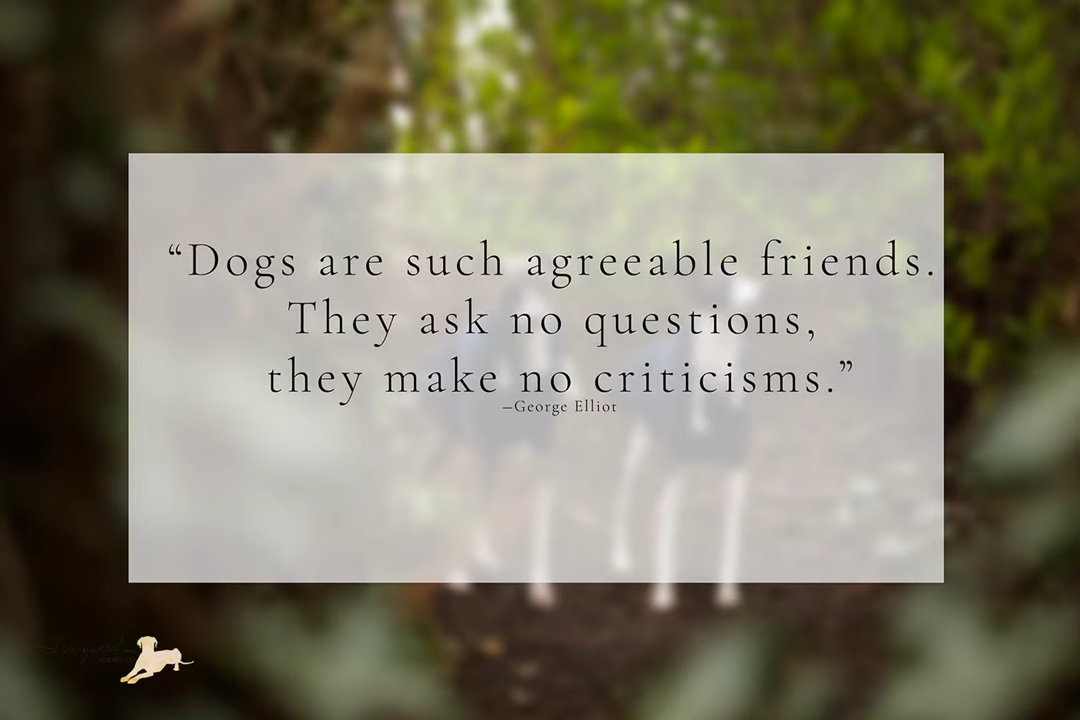 “Dogs are such agreeable friends.
They ask no questions,
they make no criticisms.”
–George Elliot